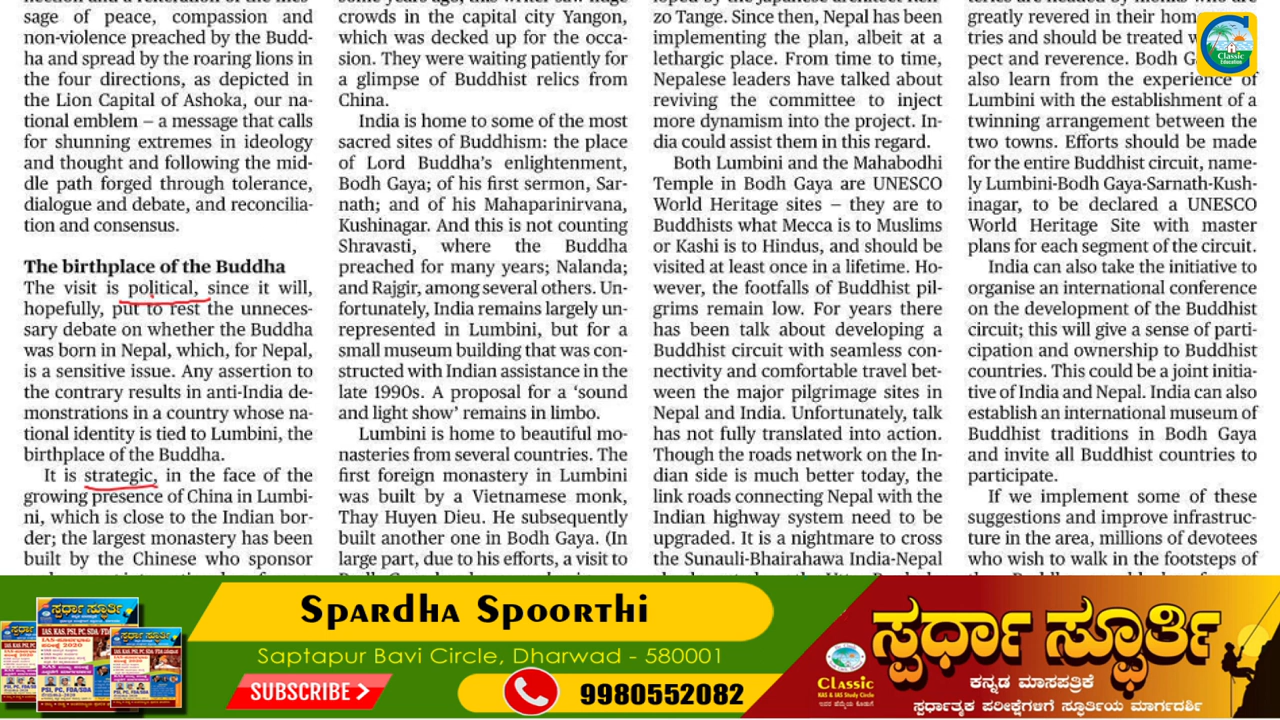 sage of peace, compassion and
non-violence preached by the Budd-
ha and spread by the roaring lions in
the four directions, as depicted in
the Lion Capital of Ashoka, our na-
tional emblem — a message that calls
for shunning extremes in ideology
and thought and following the mid-
dle path forged through tolerance,
dialogue and debate, and reconcilia-
tion and consensus.
The birthplace of the Buddha
The visit is political, since it will,
hopefully, put to rest the unneces-
sary debate on whether the Buddha
was born in Nepal, which, for Nepal,
is a sensitive issue. Any assertion to
the contrary results in anti-India de-
monstrations in a country whose na-
tional identity is tied to Lumbini, the
birthplace of the Buddha.
It is strategic, in the face of the
growing presence of China in Lumbi-
ni, which is close to the Indian bor-
der; the largest monastery has been
built by the Chinese who sponsor
crowds in the capital city Yangon,
which was decked up for the occa-
sion. They were waiting patiently for
a glimpse of Buddhist relics from
China.
India is home to some of the most
sacred sites of Buddhism: the place
of Lord Buddha's enlightenment,
Bodh Gaya; of his first sermon, Sar-
nath; and of his Mahaparinirvana,
Kushinagar. And this is not counting
Shravasti, where the Buddha
preached for many years; Nalanda;
and Rajgir, among several others. Un-
fortunately, India remains largely un-
represented in Lumbini, but for a
small museum building that was con-
structed with Indian assistance in the
late 1990s. A proposal for a 'sound
and light show' remains in limbo.
Lumbini is home to beautiful mo-
nasteries from several countries. The
first foreign monastery in Lumbini
was built by a Vietnamese monk,
Thay Huyen Dieu. He subsequently
built another one in Bodh Gaya. (In
large part, due to his efforts, a visit to
zo Tange. Since then, Nepal has been
implementing the plan, albeit at a
lethargic place. From time to time,
Nepalese leaders have talked about
reviving the committee to inject
more dynamism into the project. In-
dia could assist them in this regard.
Both Lumbini and the Mahabodhi
Temple in Bodh Gaya are UNESCO
World Heritage sites — they are to
Buddhists what Mecca is to Muslims
or Kashi is to Hindus, and should be
visited at least once in a lifetime. Ho-
wever, the footfalls of Buddhist pil-
grims remain low. For years there
has been talk about developing a
Buddhist circuit with seamless con-
nectivity and comfortable travel bet-
ween the major pilgrimage sites in
Nepal and India. Unfortunately, talk
has not fully translated into action.
Though the roads network on the In-
dian side is much better today, the
link roads connecting Nepal with the
Indian highway system need to be
upgraded. It is a nightmare to cross
the Sunauli-Bhairahawa India-Nepal
greatly revered in their hom
tries and should be treated w
pect and reverence. Bodh G
also learn from the experience of
Lumbini with the establishment of a
twinning arrangement between the
two towns. Efforts should be made
for the entire Buddhist circuit, name-
ly Lumbini-Bodh Gaya-Sarnath-Kush-
inagar, to be declared a UNESCO
World Heritage Site with master
plans for each segment of the circuit.
India can also take the initiative to
organise an international conference
on the development of the Buddhist
circuit; this will give a sense of parti-
cipation and ownership to Buddhist
countries. This could be a joint initia-
tive of India and Nepal. India can also
establish an international museum of
Buddhist traditions in Bodh Gaya
and invite all Buddhist countries to
participate.
If we implement some of these
suggestions and improve infrastruc-
ture in the area, millions of devotees
who wish to walk in the footsteps of
Classic
Education
Spardha Spoorthi
Saptapur Bavi Circle, Dharwad - 580001
SUBSCRIBE
9980552082
ಸ್ಪರ್ಧಾ ಸ್ಫೂರ್ತಿ
ಕನ್ನಡ ಮಾಸಪತ್ರಿಕೆ
ಸ್ಪರ್ಧಾತ್ಮಕ ಪರೀಕ್ಷೆಗಳಿಗೆ ಸ್ಫೂರ್ತಿಯ ಮಾರ್ಗದರ್ಶಿ
Classic
KAS & IAS Study Circle